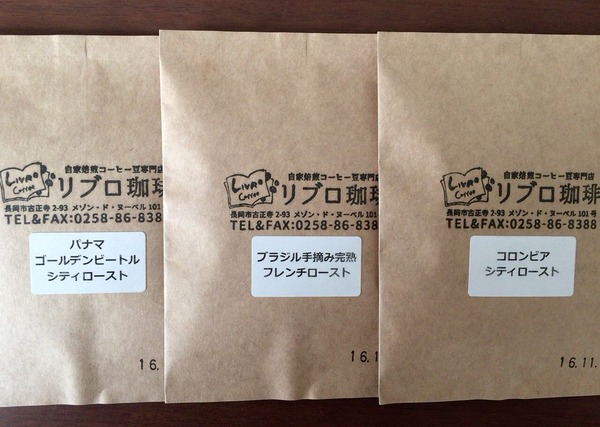 自家焙煎コーヒー豆専門店
LIVRO
Coffee
リブロ珈琲
長岡市古正寺 2-93 メゾン・ド・ヌーベル 101
TEL&FAX:0258-86-838
パナマ
ゴールデンビートル
シティロースト
16.
自家焙煎コーヒー豆専門店
LIVRO
Coffee
リブロ珈
長岡市古正寺 2-93 メゾン・ド・ヌーベル 101
TEL&FAX:0258-86-838
ブラジル手摘み完熟
フレンチロースト
16.1
自家焙煎コーヒー豆専門店
LIVRO
Coffee
リブロ珈琲
長岡市古正寺 2-93 メゾン・ド・ヌーベル 101 号
TEL&FAX:0258-86-8388
コロンビア
シティロースト
16.11.